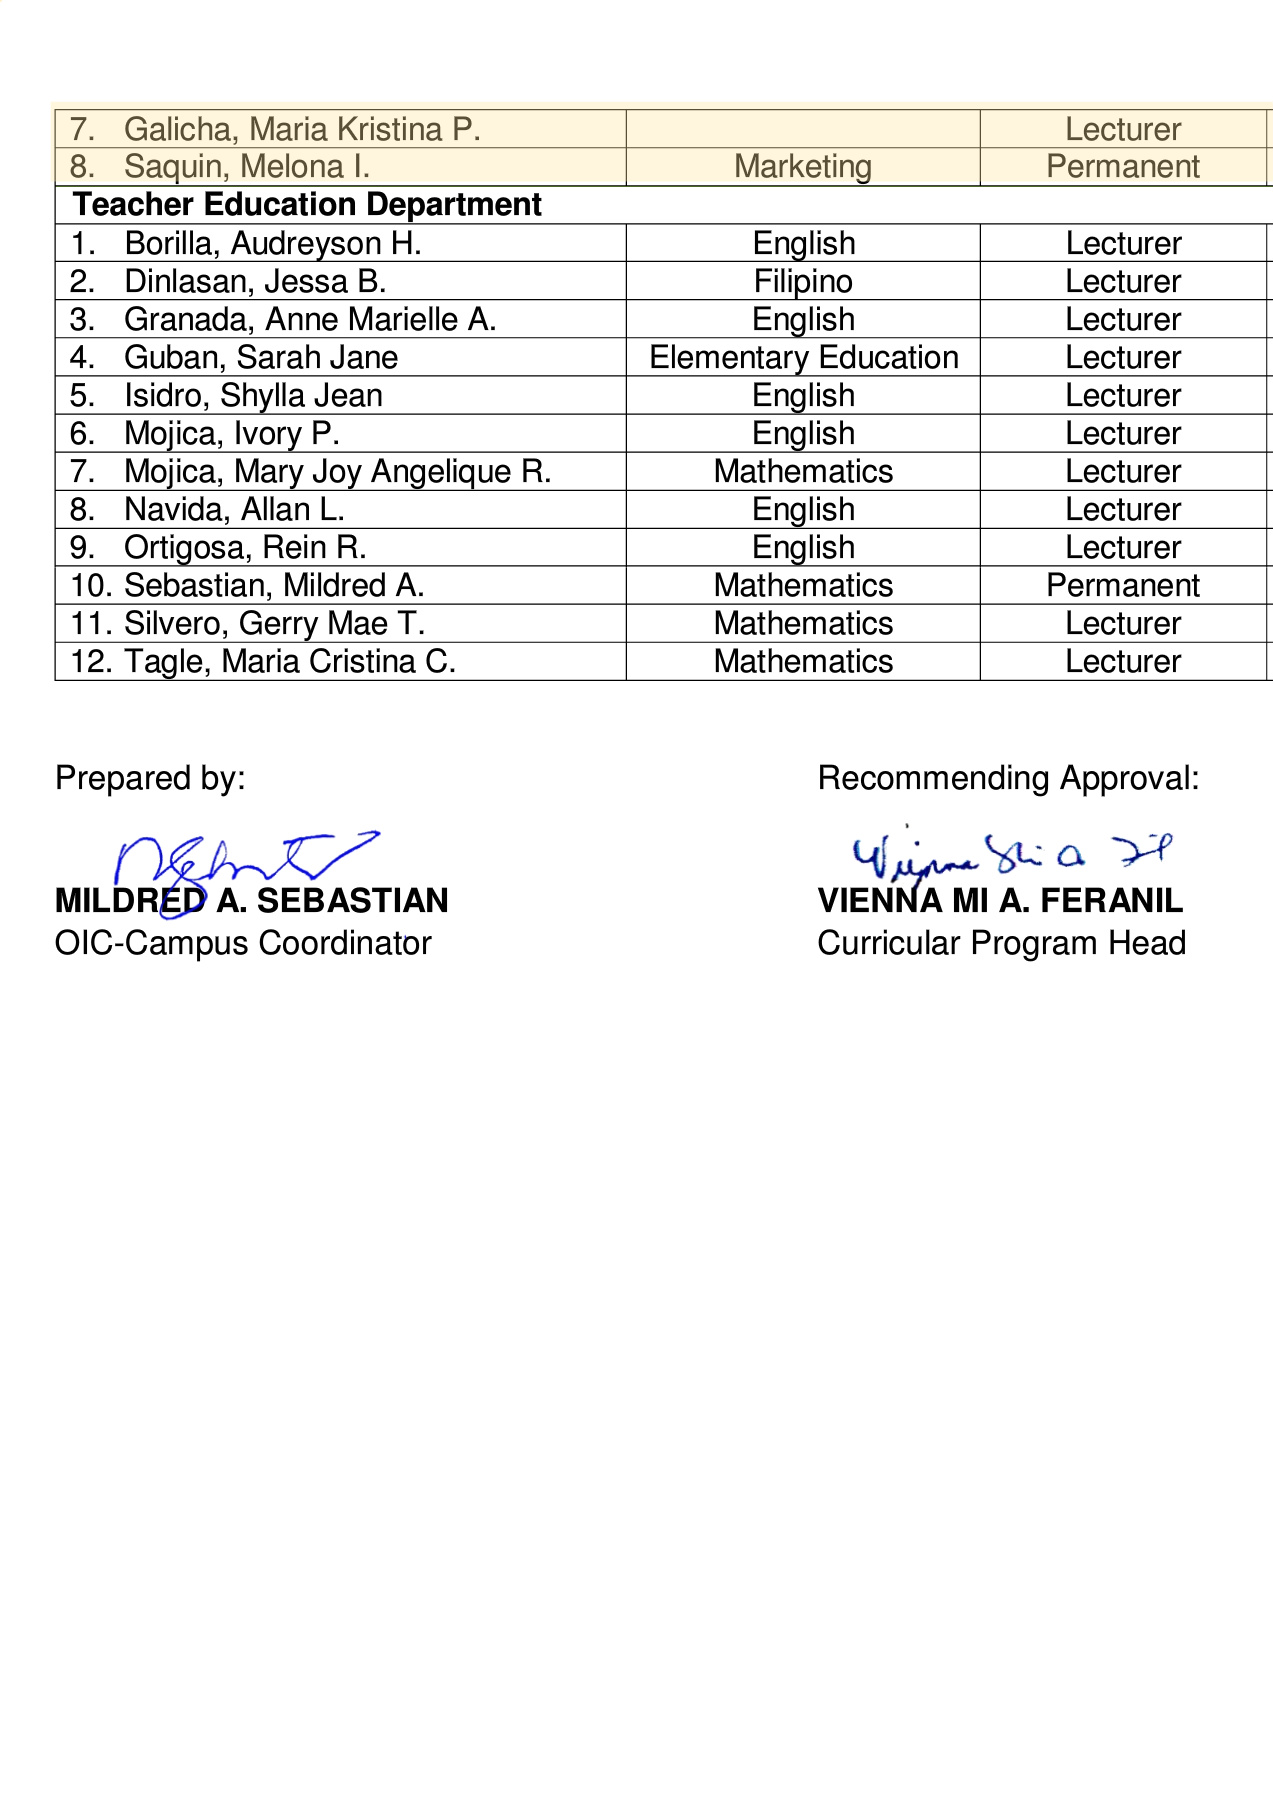 7. Galicha, Maria Kristina P. Lecturer
8. Saquin, Melona I. Marketing Permanent
Teacher Education Department
1. Borilla, Audreyson H. English Lecturer
2. Dinlasan, Jessa B. Filipino Lecturer
3. Granada, Anne Marielle A. English Lecturer
4. Guban, Sarah Jane Elementary Education Lecturer
5. Isidro, Shylla Jean English Lecturer
6. Mojica, Ivory P. English Lecturer
7. Mojica, Mary Joy Angelique R. Mathematics Lecturer
8. Navida, Allan L. English Lecturer
9. Ortigosa, Rein R. English Lecturer
10. Sebastian, Mildred A. Mathematics Permanent
11. Silvero, Gerry Mae T. Mathematics Lecturer
12. Tagle, Maria Cristina C. Mathematics Lecturer
Prepared by: Recommending Approval:
MILDRED A. SEBASTIAN VIENNA MI A. FERANIL
OIC-Campus Coordinator Curricular Program Head